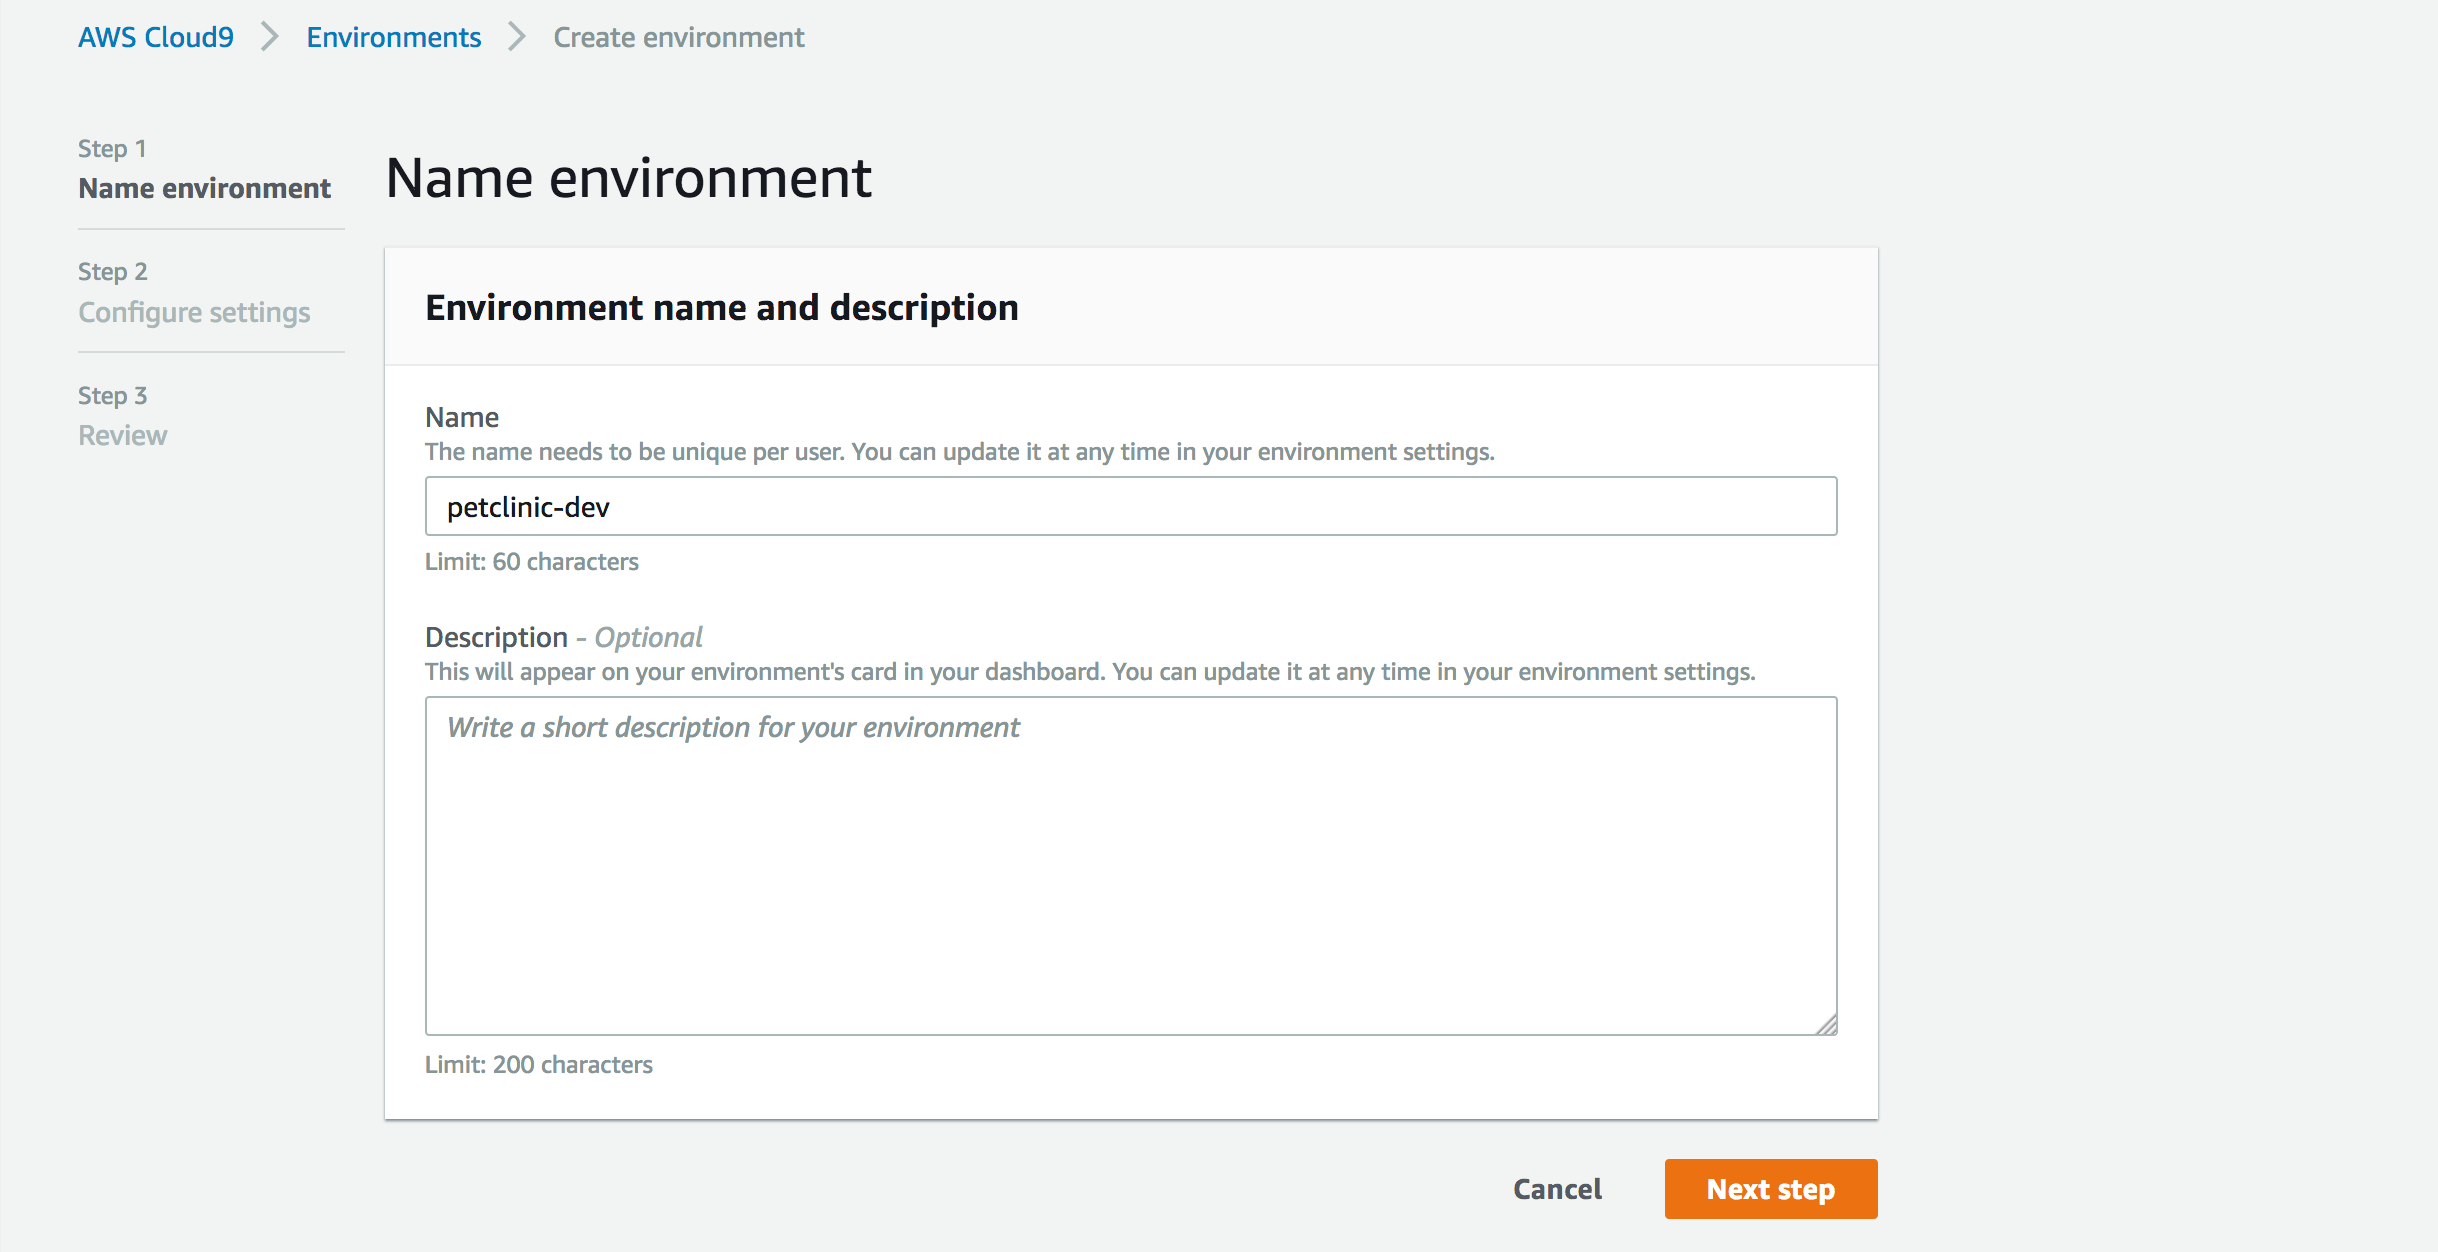 AWS Cloud9 > Environments > Create environment
Step 1
Name environment
Step 2
Configure settings
Step 3
Review
Name environment
Environment name and description
Name
The name needs to be unique per user. You can update it at any time in your environment settings.
petclinic-dev
Limit: 60 characters
Description - Optional
This will appear on your environment's card in your dashboard. You can update it at any time in your environment settings.
Write a short description for your environment
Limit: 200 characters
Cancel Next step